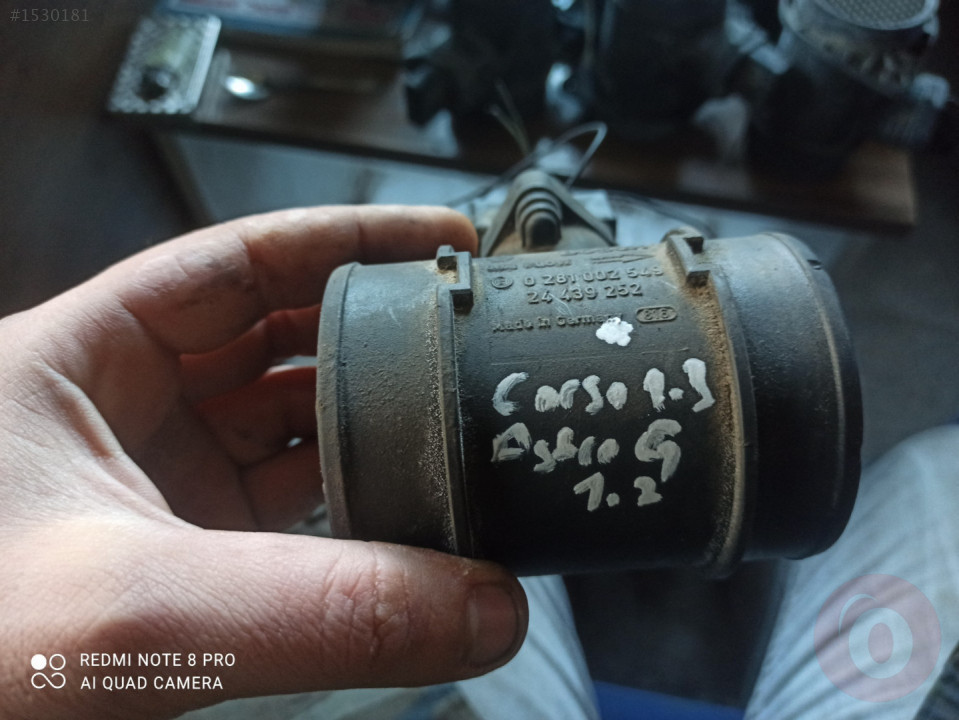 #1530181
0 281 002 549
24 439 252
Made in Germany
Corsa 1.3
Astra G
1.2
REDMI NOTE 8 PRO
AI QUAD CAMERA